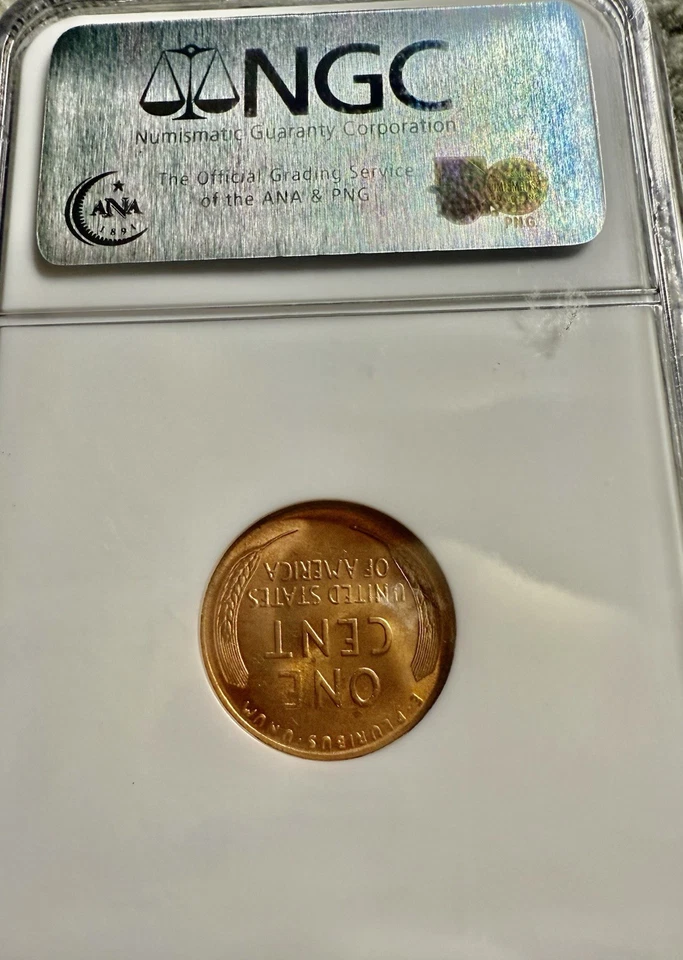 NGC
Numismatic Guaranty Corporation
The Official Grading Service
of the ANA & PNG
ANA
1891
PNG
E·PLURIBUS·UNUM
ONE
CENT
UNITED STATES
OF AMERICA